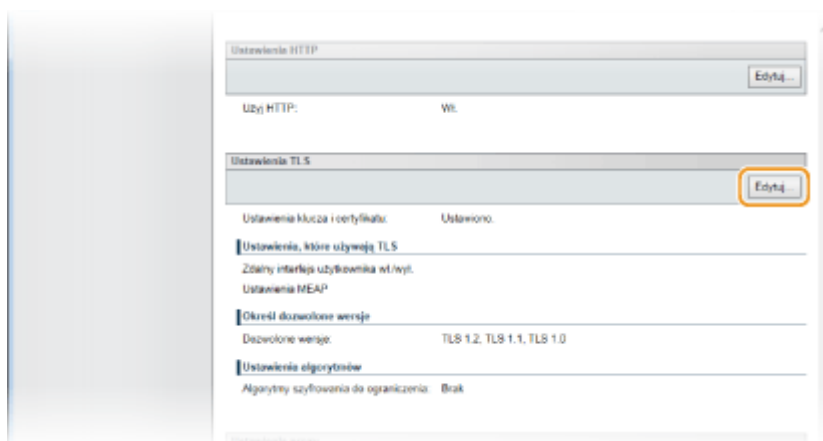 Ustawienia HTTP
Edytuj...
Użyj HTTP: Wł.
Ustawienia TLS
Edytuj...
Ustawienia klucza i certyfikatu: Ustawiono.
Ustawienia, które używają TLS
Zdalny interfejs użytkownika wł./wył.
Ustawienia MEAP
Określ dozwolone wersje
Dozwolone wersje: TLS 1.2, TLS 1.1, TLS 1.0
Ustawienia algorytmów
Algorytmy szyfrowania do ograniczenia: Brak